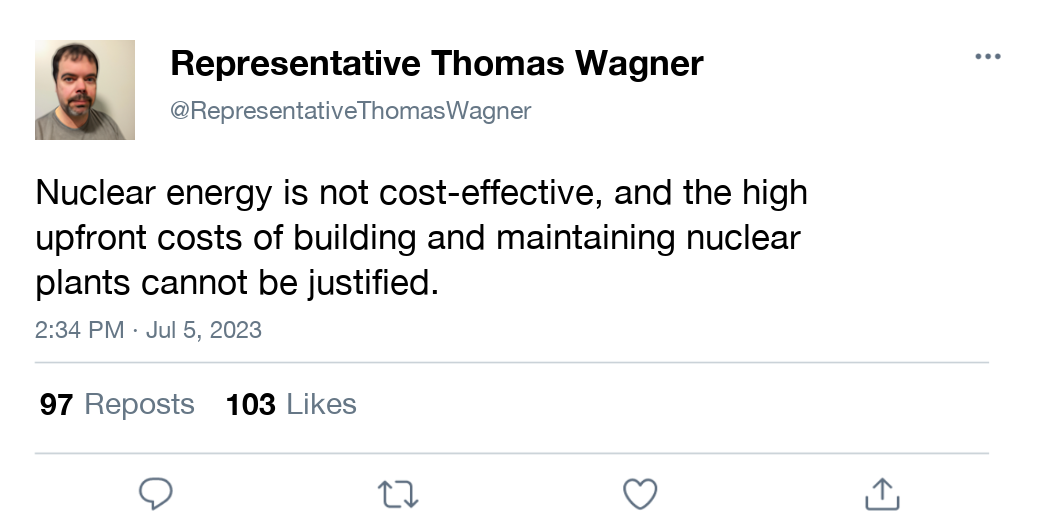 Representative Thomas Wagner
@RepresentativeThomasWagner
Nuclear energy is not cost-effective, and the high
upfront costs of building and maintaining nuclear
plants cannot be justified.
2:34 PM · Jul 5, 2023
97 Reposts 103 Likes